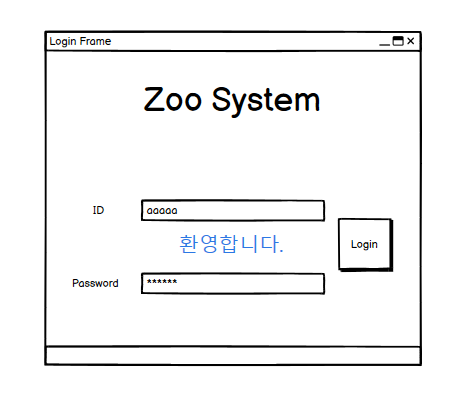 Login Frame
Zoo System
ID
aaaaa
환영합니다.
Login
Password
******